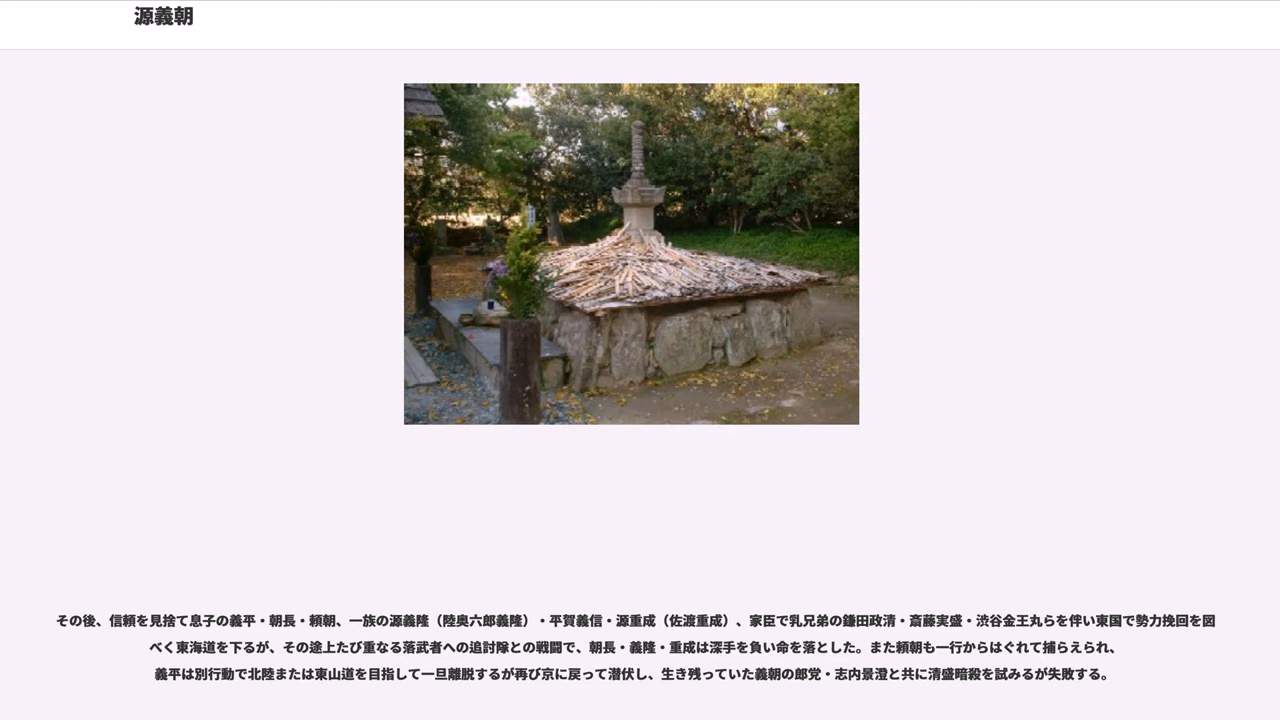 源義朝
その後、信頼を見捨て息子の義平・朝長・頼朝、一族の源義隆（陸奥六郎義隆）・平賀義信・源重成（佐渡重成）、家臣で乳兄弟の鎌田政清・斎藤実盛・渋谷金王丸らを伴い東国で勢力挽回を図
べく東海道を下るが、その途上たび重なる落武者への追討隊との戦闘で、朝長・義隆・重成は深手を負い命を落とした。また頼朝も一行からはぐれて捕らえられ、
義平は別行動で北陸または東山道を目指して一旦離脱するが再び京に戻って潜伏し、生き残っていた義朝の郎党・志内景澄と共に清盛暗殺を試みるが失敗する。